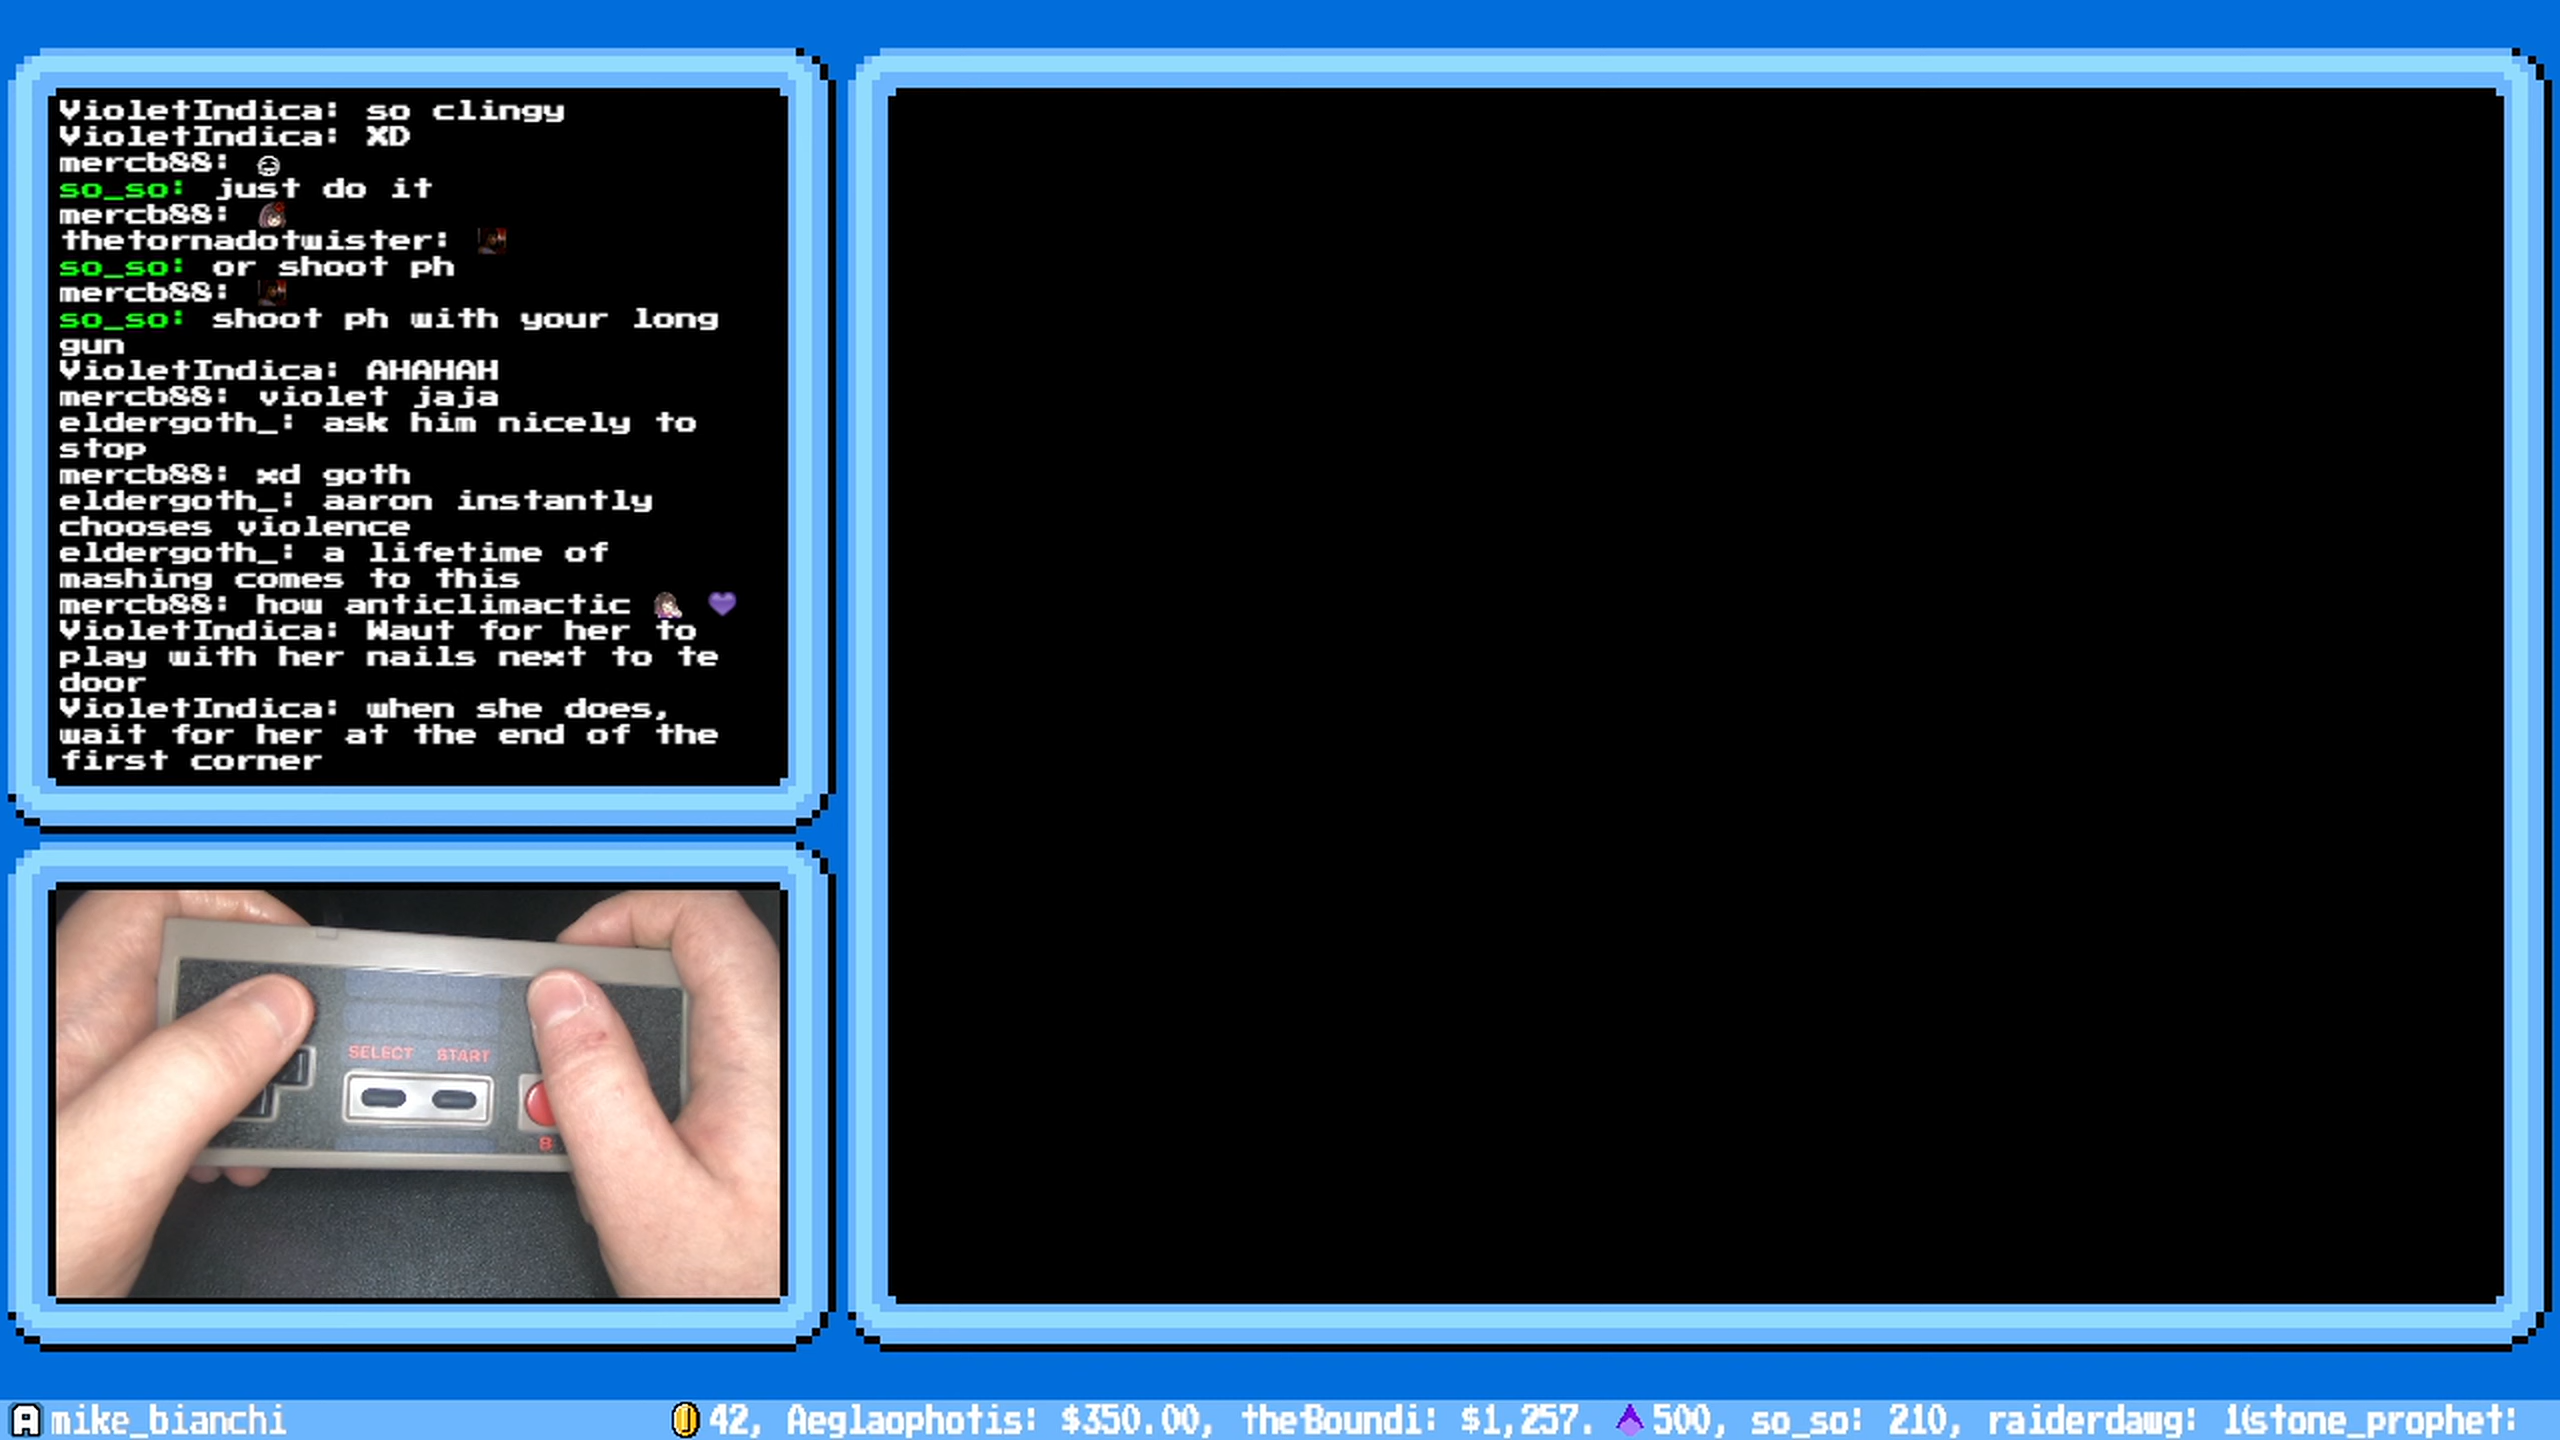 VioletIndica: so clingy
VioletIndica: XD
mercb88:
so_so: just do it
mercb88:
thetornadotwister:
so_so: or shoot ph
mercb88:
so_so: shoot ph with your long
gun
VioletIndica: AHAHAH
mercb88: violet jaja
eldergoth_: ask him nicely to
stop
mercb88: xd goth
eldergoth_: aaron instantly
chooses violence
eldergoth_: a lifetime of
mashing comes to this
mercb88: how anticlimactic
VioletIndica: Waut for her to
play with her nails next to te
door
VioletIndica: when she does,
wait for her at the end of the
first corner
SELECT START
B
A mike_bianchi 42, Aeglaophotis: $350.00, theBoundi: $1,257. 500, so_so: 210, raiderdawg: stone_prophet: